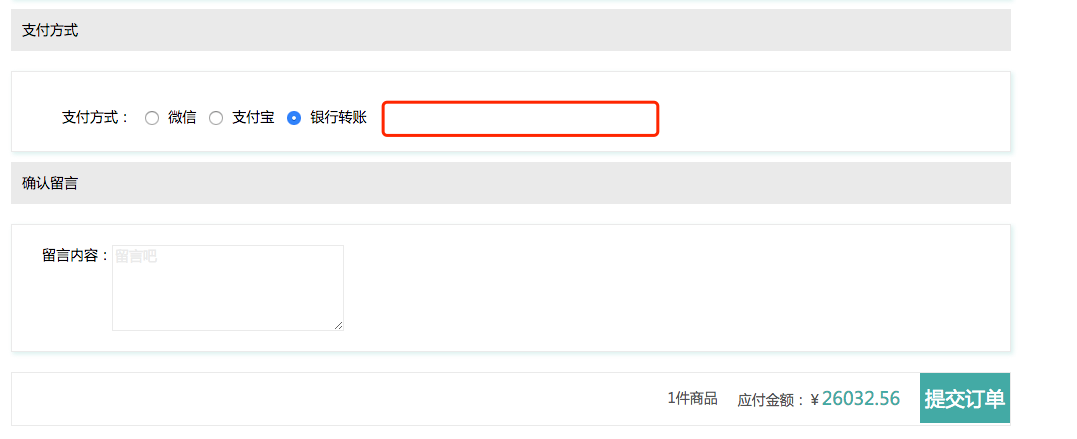 支付方式
支付方式： 微信 支付宝 银行转账
确认留言
留言内容： 留言吧
1件商品 应付金额：¥26032.56 提交订单